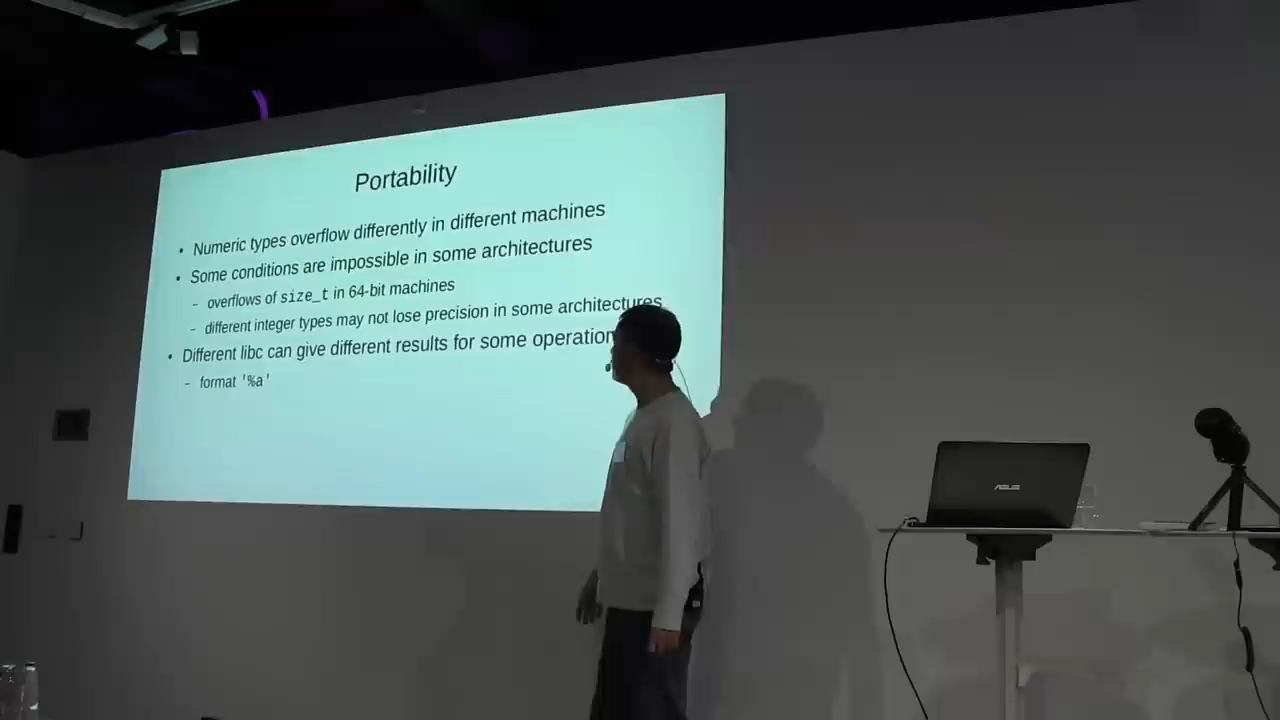 Portability
• Numeric types overflow differently in different machines
• Some conditions are impossible in some architectures
– overflows of size_t in 64-bit machines
– different integer types may not lose precision in some architectures
• Different libc can give different results for some operation
– format '%a'
ASUS